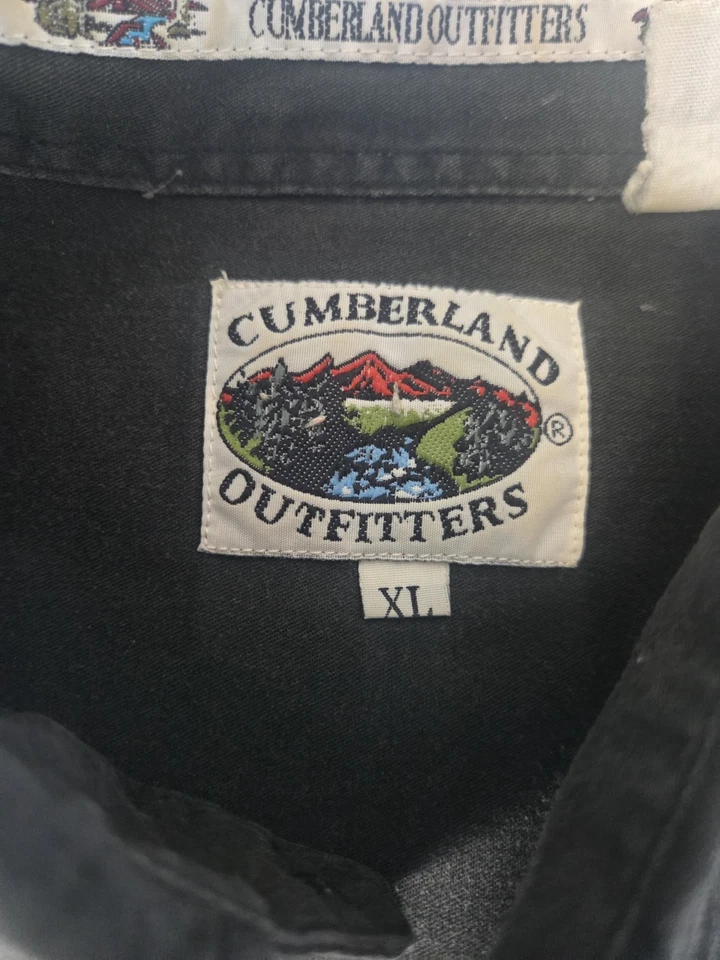 CUMBERLAND OUTFITTERS
CUMBERLAND
®
OUTFITTERS
XL